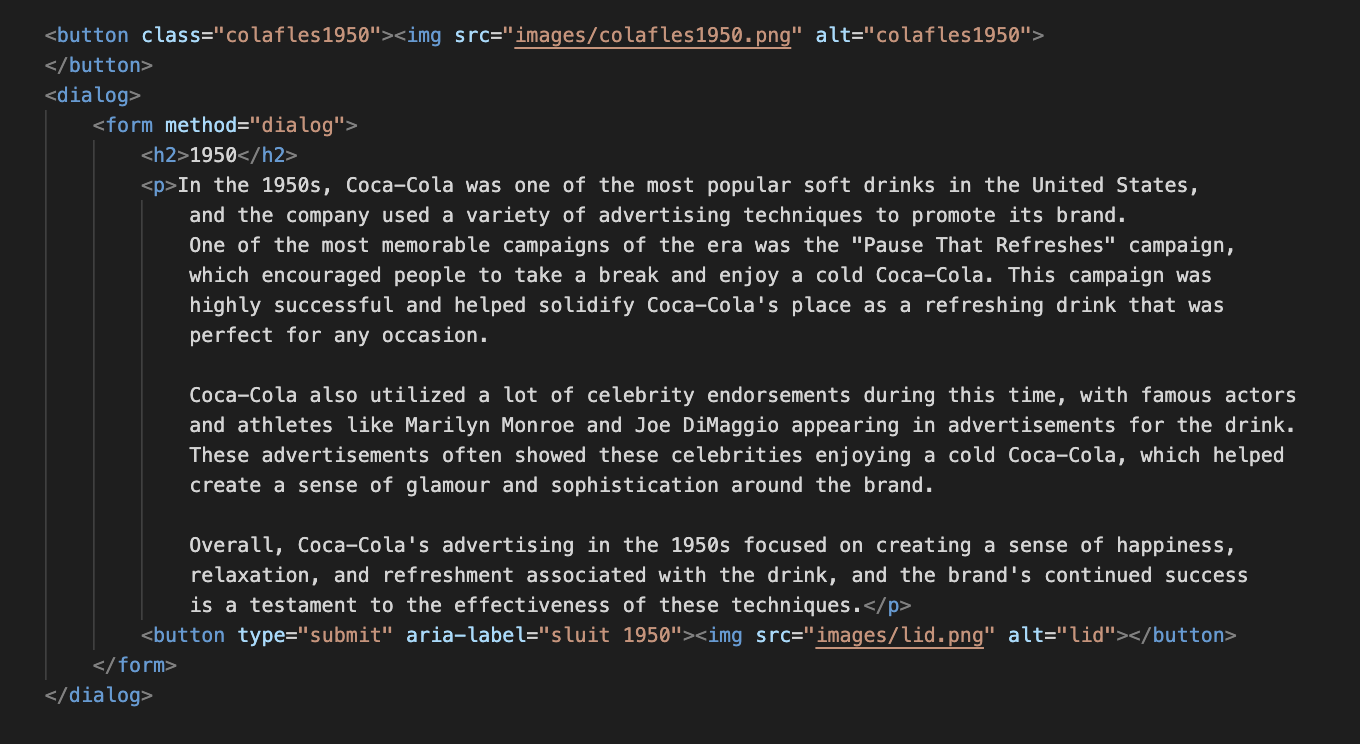 <button class="colafles1950"><img src="images/colafles1950.png" alt="colafles1950">
</button>
<dialog>
<form method="dialog">
<h2>1950</h2>
<p>In the 1950s, Coca-Cola was one of the most popular soft drinks in the United States,
and the company used a variety of advertising techniques to promote its brand.
One of the most memorable campaigns of the era was the "Pause That Refreshes" campaign,
which encouraged people to take a break and enjoy a cold Coca-Cola. This campaign was
highly successful and helped solidify Coca-Cola's place as a refreshing drink that was
perfect for any occasion.
Coca-Cola also utilized a lot of celebrity endorsements during this time, with famous actors
and athletes like Marilyn Monroe and Joe DiMaggio appearing in advertisements for the drink.
These advertisements often showed these celebrities enjoying a cold Coca-Cola, which helped
create a sense of glamour and sophistication around the brand.
Overall, Coca-Cola's advertising in the 1950s focused on creating a sense of happiness,
relaxation, and refreshment associated with the drink, and the brand's continued success
is a testament to the effectiveness of these techniques.</p>
<button type="submit" aria-label="sluit 1950"><img src="images/lid.png" alt="lid"></button>
</form>
</dialog>